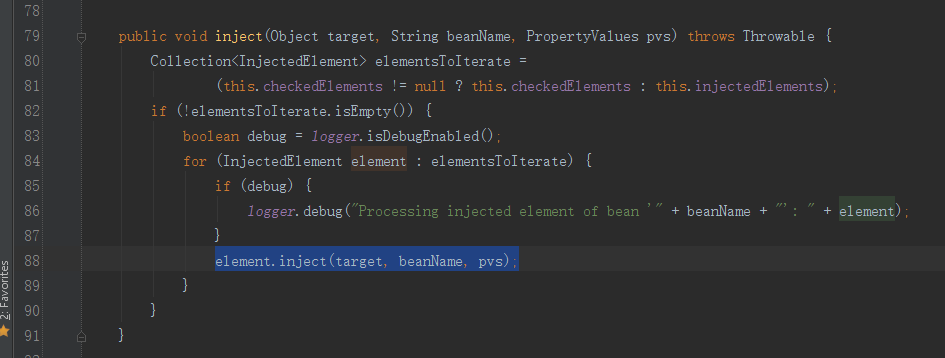 78
79 public void inject(Object target, String beanName, PropertyValues pvs) throws Throwable {
80 Collection<InjectedElement> elementsToIterate =
81 (this.checkedElements != null ? this.checkedElements : this.injectedElements);
82 if (!elementsToIterate.isEmpty()) {
83 boolean debug = logger.isDebugEnabled();
84 for (InjectedElement element : elementsToIterate) {
85 if (debug) {
86 logger.debug("Processing injected element of bean '" + beanName + "': " + element);
87 }
88 element.inject(target, beanName, pvs);
89 }
90 }
91 }
2: Favorites